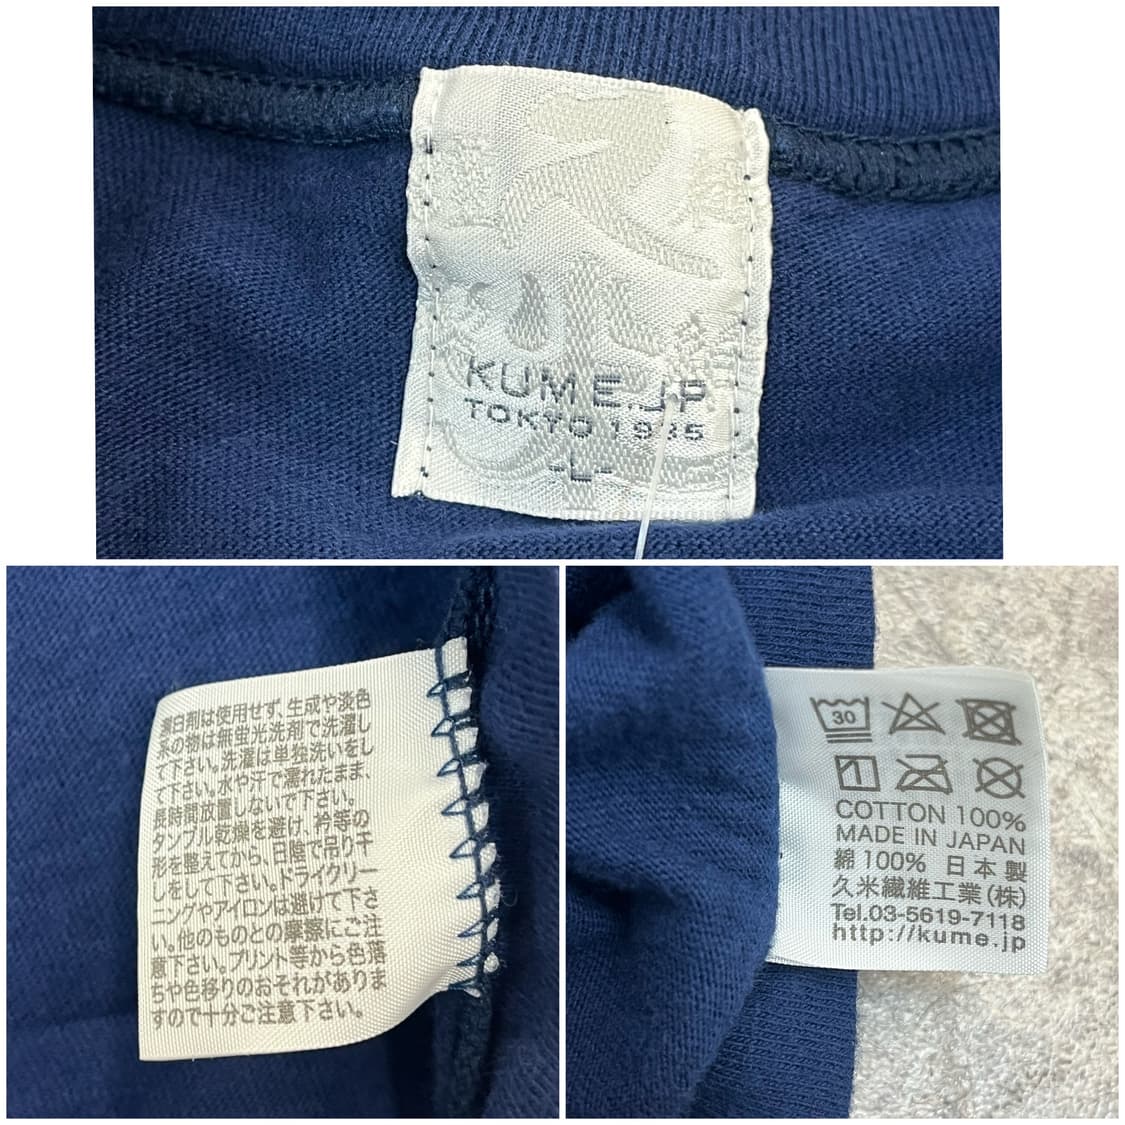 KUME.JP
TOKYO 1935
-L-
漂白剤は使用せず、生成や淡色
系の物は無蛍光洗剤で洗濯し
て下さい。洗濯は単独洗いをし
て下さい。水や汗で濡れたまま、
長時間放置しないで下さい。
タンブル乾燥を避け、衿等の
形を整えてから、日陰で吊り干
しをして下さい。ドライクリー
ニングやアイロンは避けて下さ
い。他のものとの摩擦にご注
意下さい。プリント等から色落
ちや色移りのおそれがありま
すので十分ご注意下さい。
30
COTTON 100%
MADE IN JAPAN
綿100% 日本製
久米繊維工業(株)
Tel.03-5619-7118
http://kume.jp